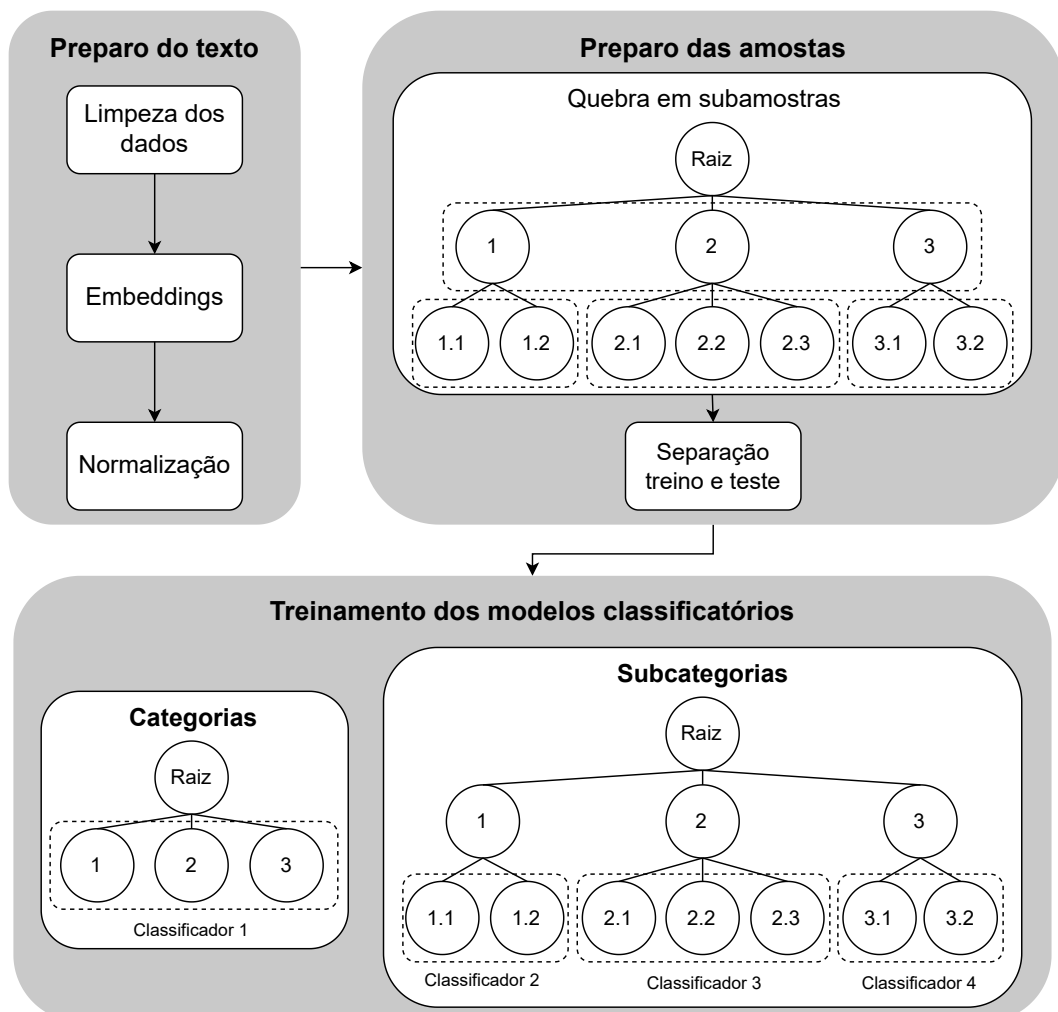 Preparo do texto
Limpeza dos
dados
Embeddings
Normalização
Preparo das amostas
Quebra em subamostras
Raiz
1
2
3
1.1
1.2
2.1
2.2
2.3
3.1
3.2
Separação
treino e teste
Treinamento dos modelos classificatórios
Categorias
Raiz
1
2
3
Classificador 1
Subcategorias
Raiz
1
2
3
1.1
1.2
2.1
2.2
2.3
3.1
3.2
Classificador 2
Classificador 3
Classificador 4